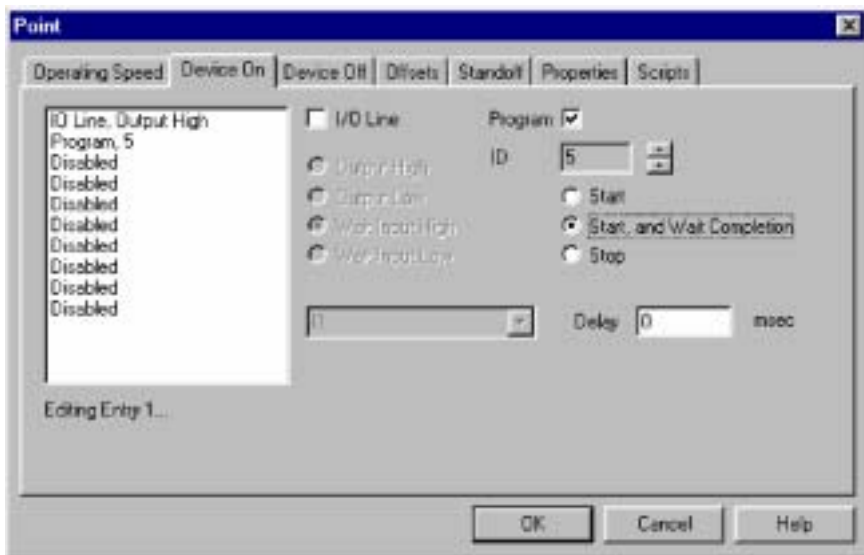 Point
Operating Speed Device On Device Off Offsets Standoff Properties Scripts
IO Line, Output High
Program, 5
Disabled
Disabled
Disabled
Disabled
Disabled
Disabled
Disabled
Disabled
Editing Entry 1...
I/O Line
Output High
Output Low
Wait Input High
Wait Input Low
0
Program
ID 5
Start
Start, and Wait Completion
Stop
Delay 0 msec
OK Cancel Help